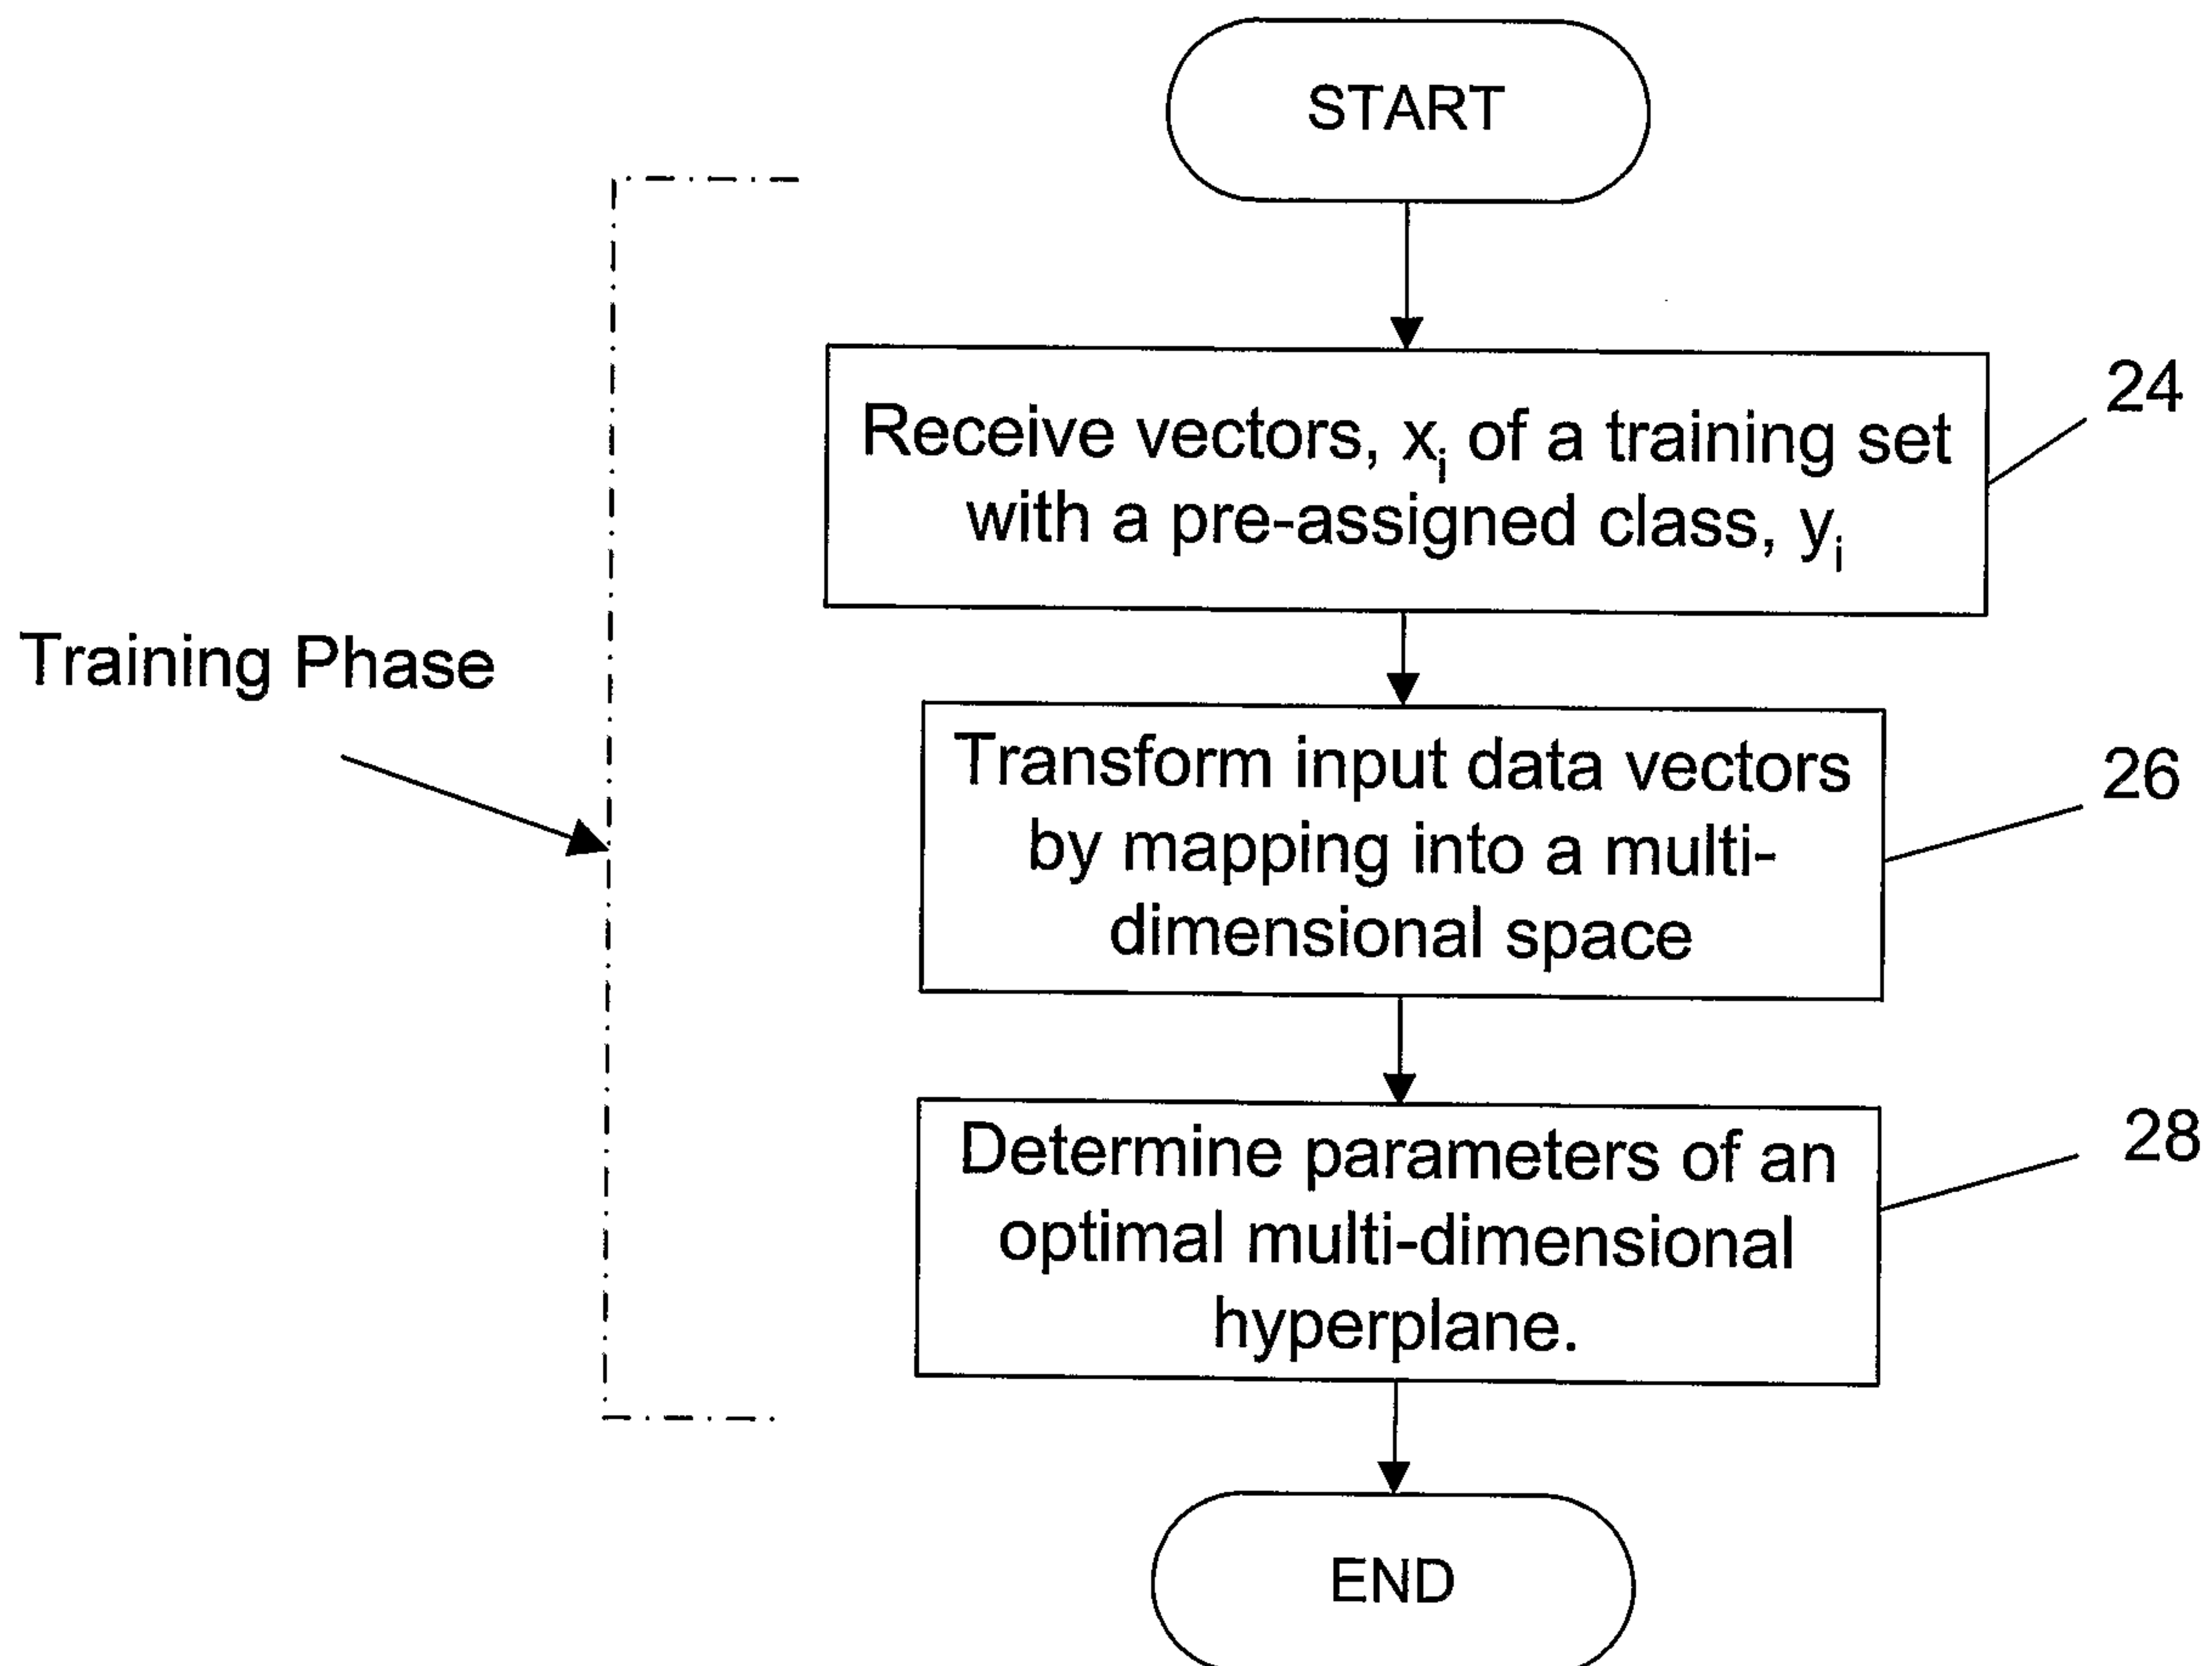 START
Receive vectors, xi of a training set
with a pre-assigned class, yi
24
Training Phase
Transform input data vectors
by mapping into a multi-
dimensional space
26
Determine parameters of an
optimal multi-dimensional
hyperplane.
28
END